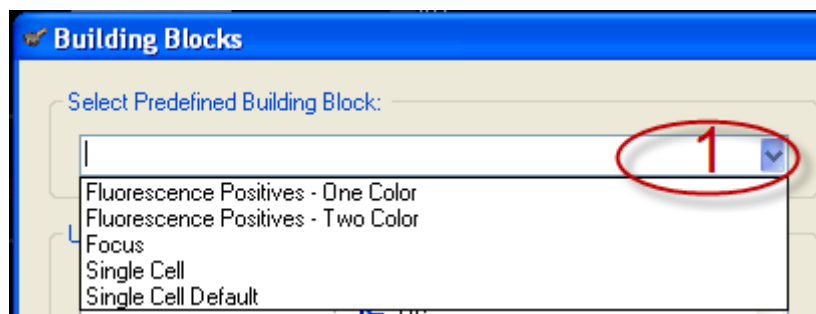 Building Blocks
Select Predefined Building Block:
1
Fluorescence Positives - One Color
Fluorescence Positives - Two Color
Focus
Single Cell
Single Cell Default